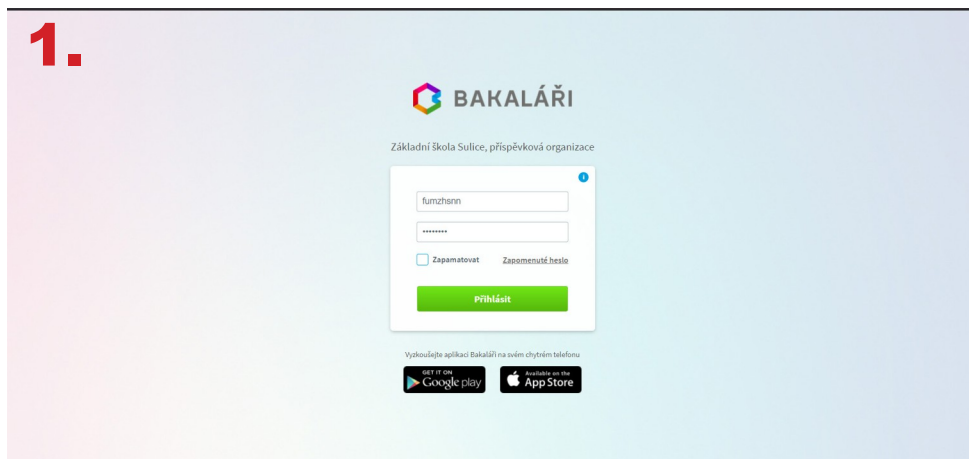 1.
BAKALÁŘI
Základní škola Sulice, příspěvková organizace
i
fumzhsnn
••••••••
Zapamatovat Zapomenuté heslo
Přihlásit
Vyzkoušejte aplikaci Bakaláři na svém chytrém telefonu
GET IT ON
Google play
Available on the
App Store